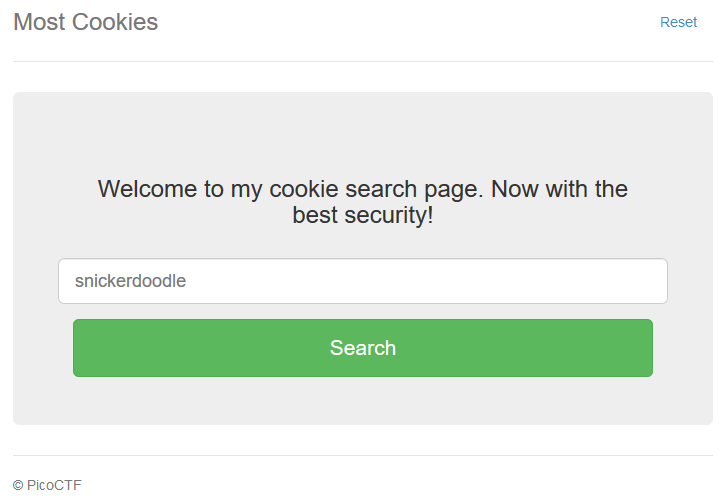 Most Cookies
Reset
Welcome to my cookie search page. Now with the
best security!
snickerdoodle
Search
© PicoCTF